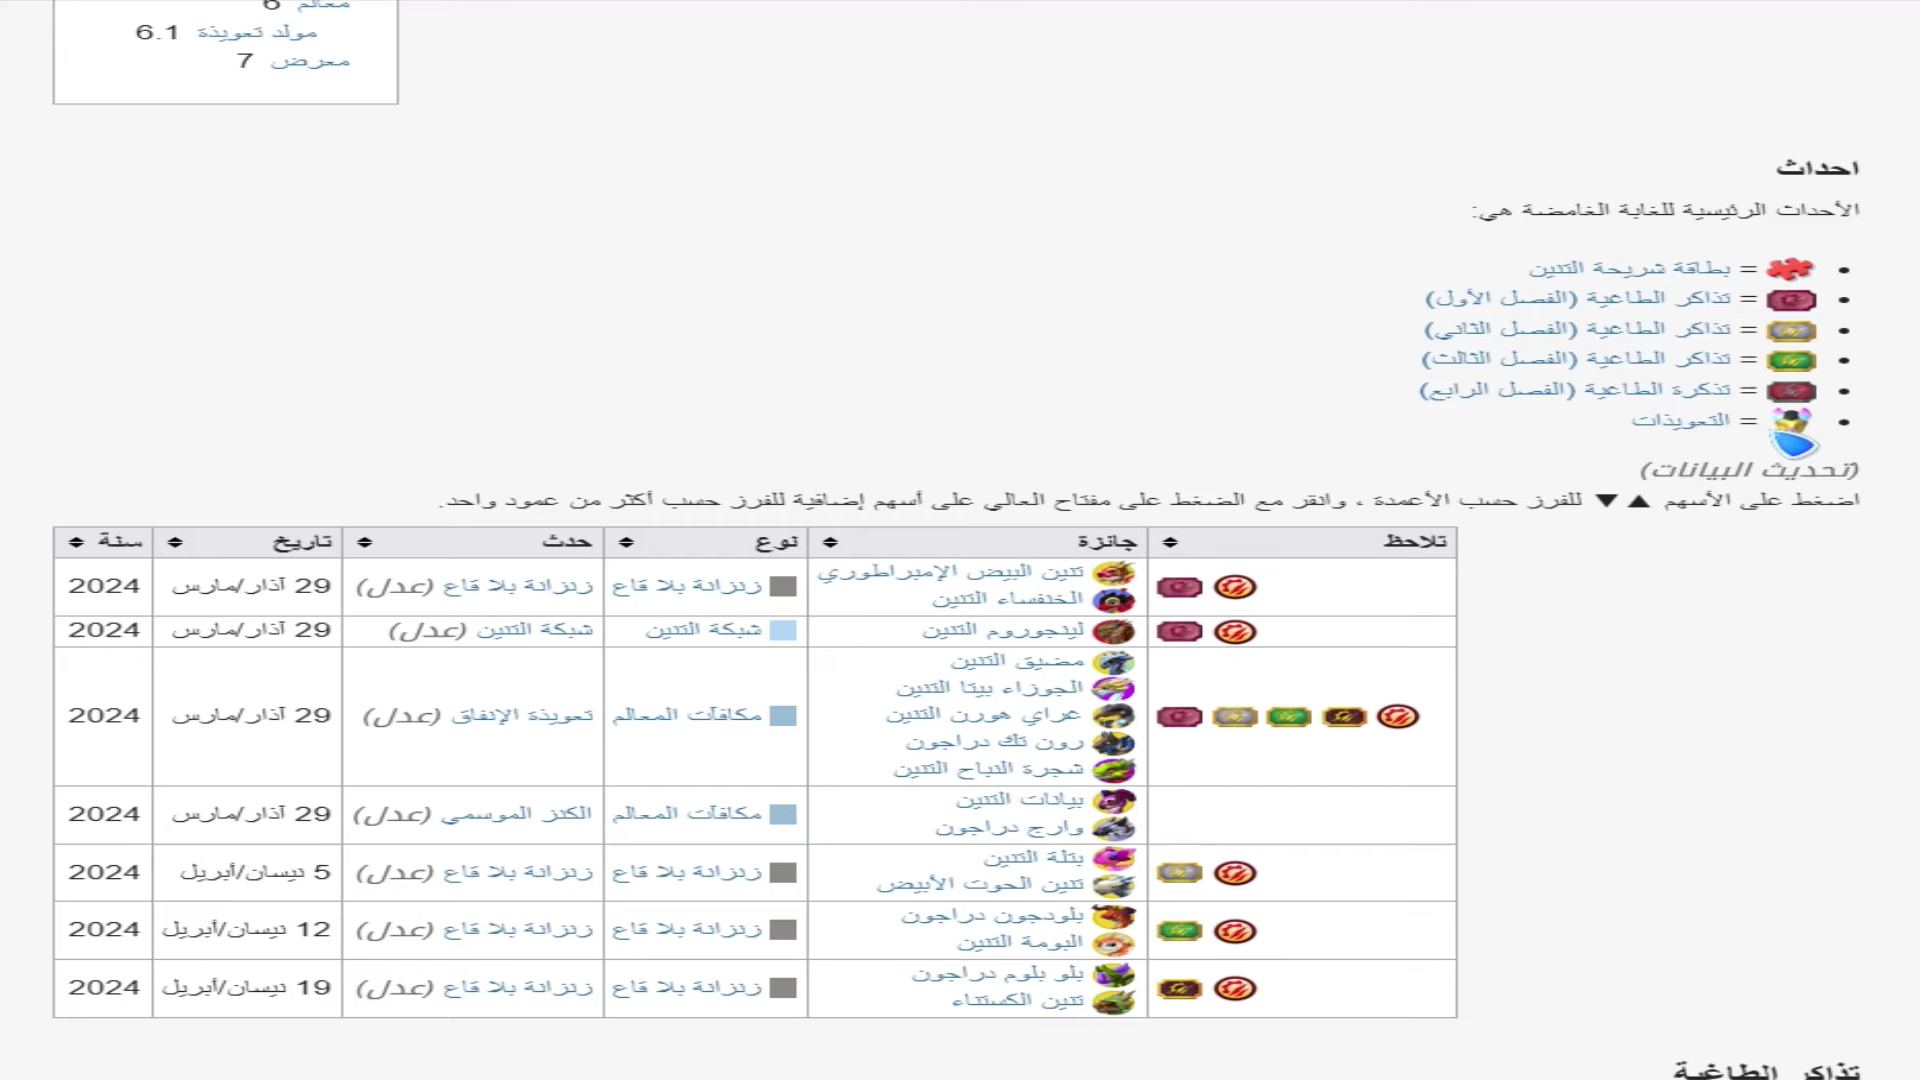 معالم 6
مولد تعويذة 6.1
معرض 7
احداث
الأحداث الرئيسية للغابة الغامضة هي:
= بطاقة شريحة التنين
= تذاكر الطاغية (الفصل الأول)
= تذاكر الطاغية (الفصل الثاني)
= تذاكر الطاغية (الفصل الثالث)
= تذكرة الطاغية (الفصل الرابع)
= التعويذات
(تحديث البيانات)
اضغط على الأسهم ▲▼ للفرز حسب الأعمدة ، وانقر مع الضغط على مفتاح العالي على أسهم إضافية للفرز حسب أكثر من عمود واحد.
تلاحظ جائزة نوع حدث تاريخ سنة
تنين البيض الإمبراطوري
الخنفساء التنين
زنزانة بلا قاع زنزانة بلا قاع (عدل) 29 آذار/مارس 2024
لينجوروم التنين شبكة التنين شبكة التنين (عدل) 29 آذار/مارس 2024
مضيق التنين
الجوزاء بيتا التنين
غراي هورن التنين
رون تك دراجون
شجرة النباح التنين
مكافآت المعالم تعويذة الإنفاق (عدل) 29 آذار/مارس 2024
بيانات التنين
وارج دراجون
مكافآت المعالم الكنز الموسمي (عدل) 29 آذار/مارس 2024
بتلة التنين
تنين الحوت الأبيض
زنزانة بلا قاع زنزانة بلا قاع (عدل) 5 نيسان/أبريل 2024
بلودجون دراجون
البومة التنين
زنزانة بلا قاع زنزانة بلا قاع (عدل) 12 نيسان/أبريل 2024
بلو بلوم دراجون
تنين الكستناء
زنزانة بلا قاع زنزانة بلا قاع (عدل) 19 نيسان/أبريل 2024
تذاكر الطاغية